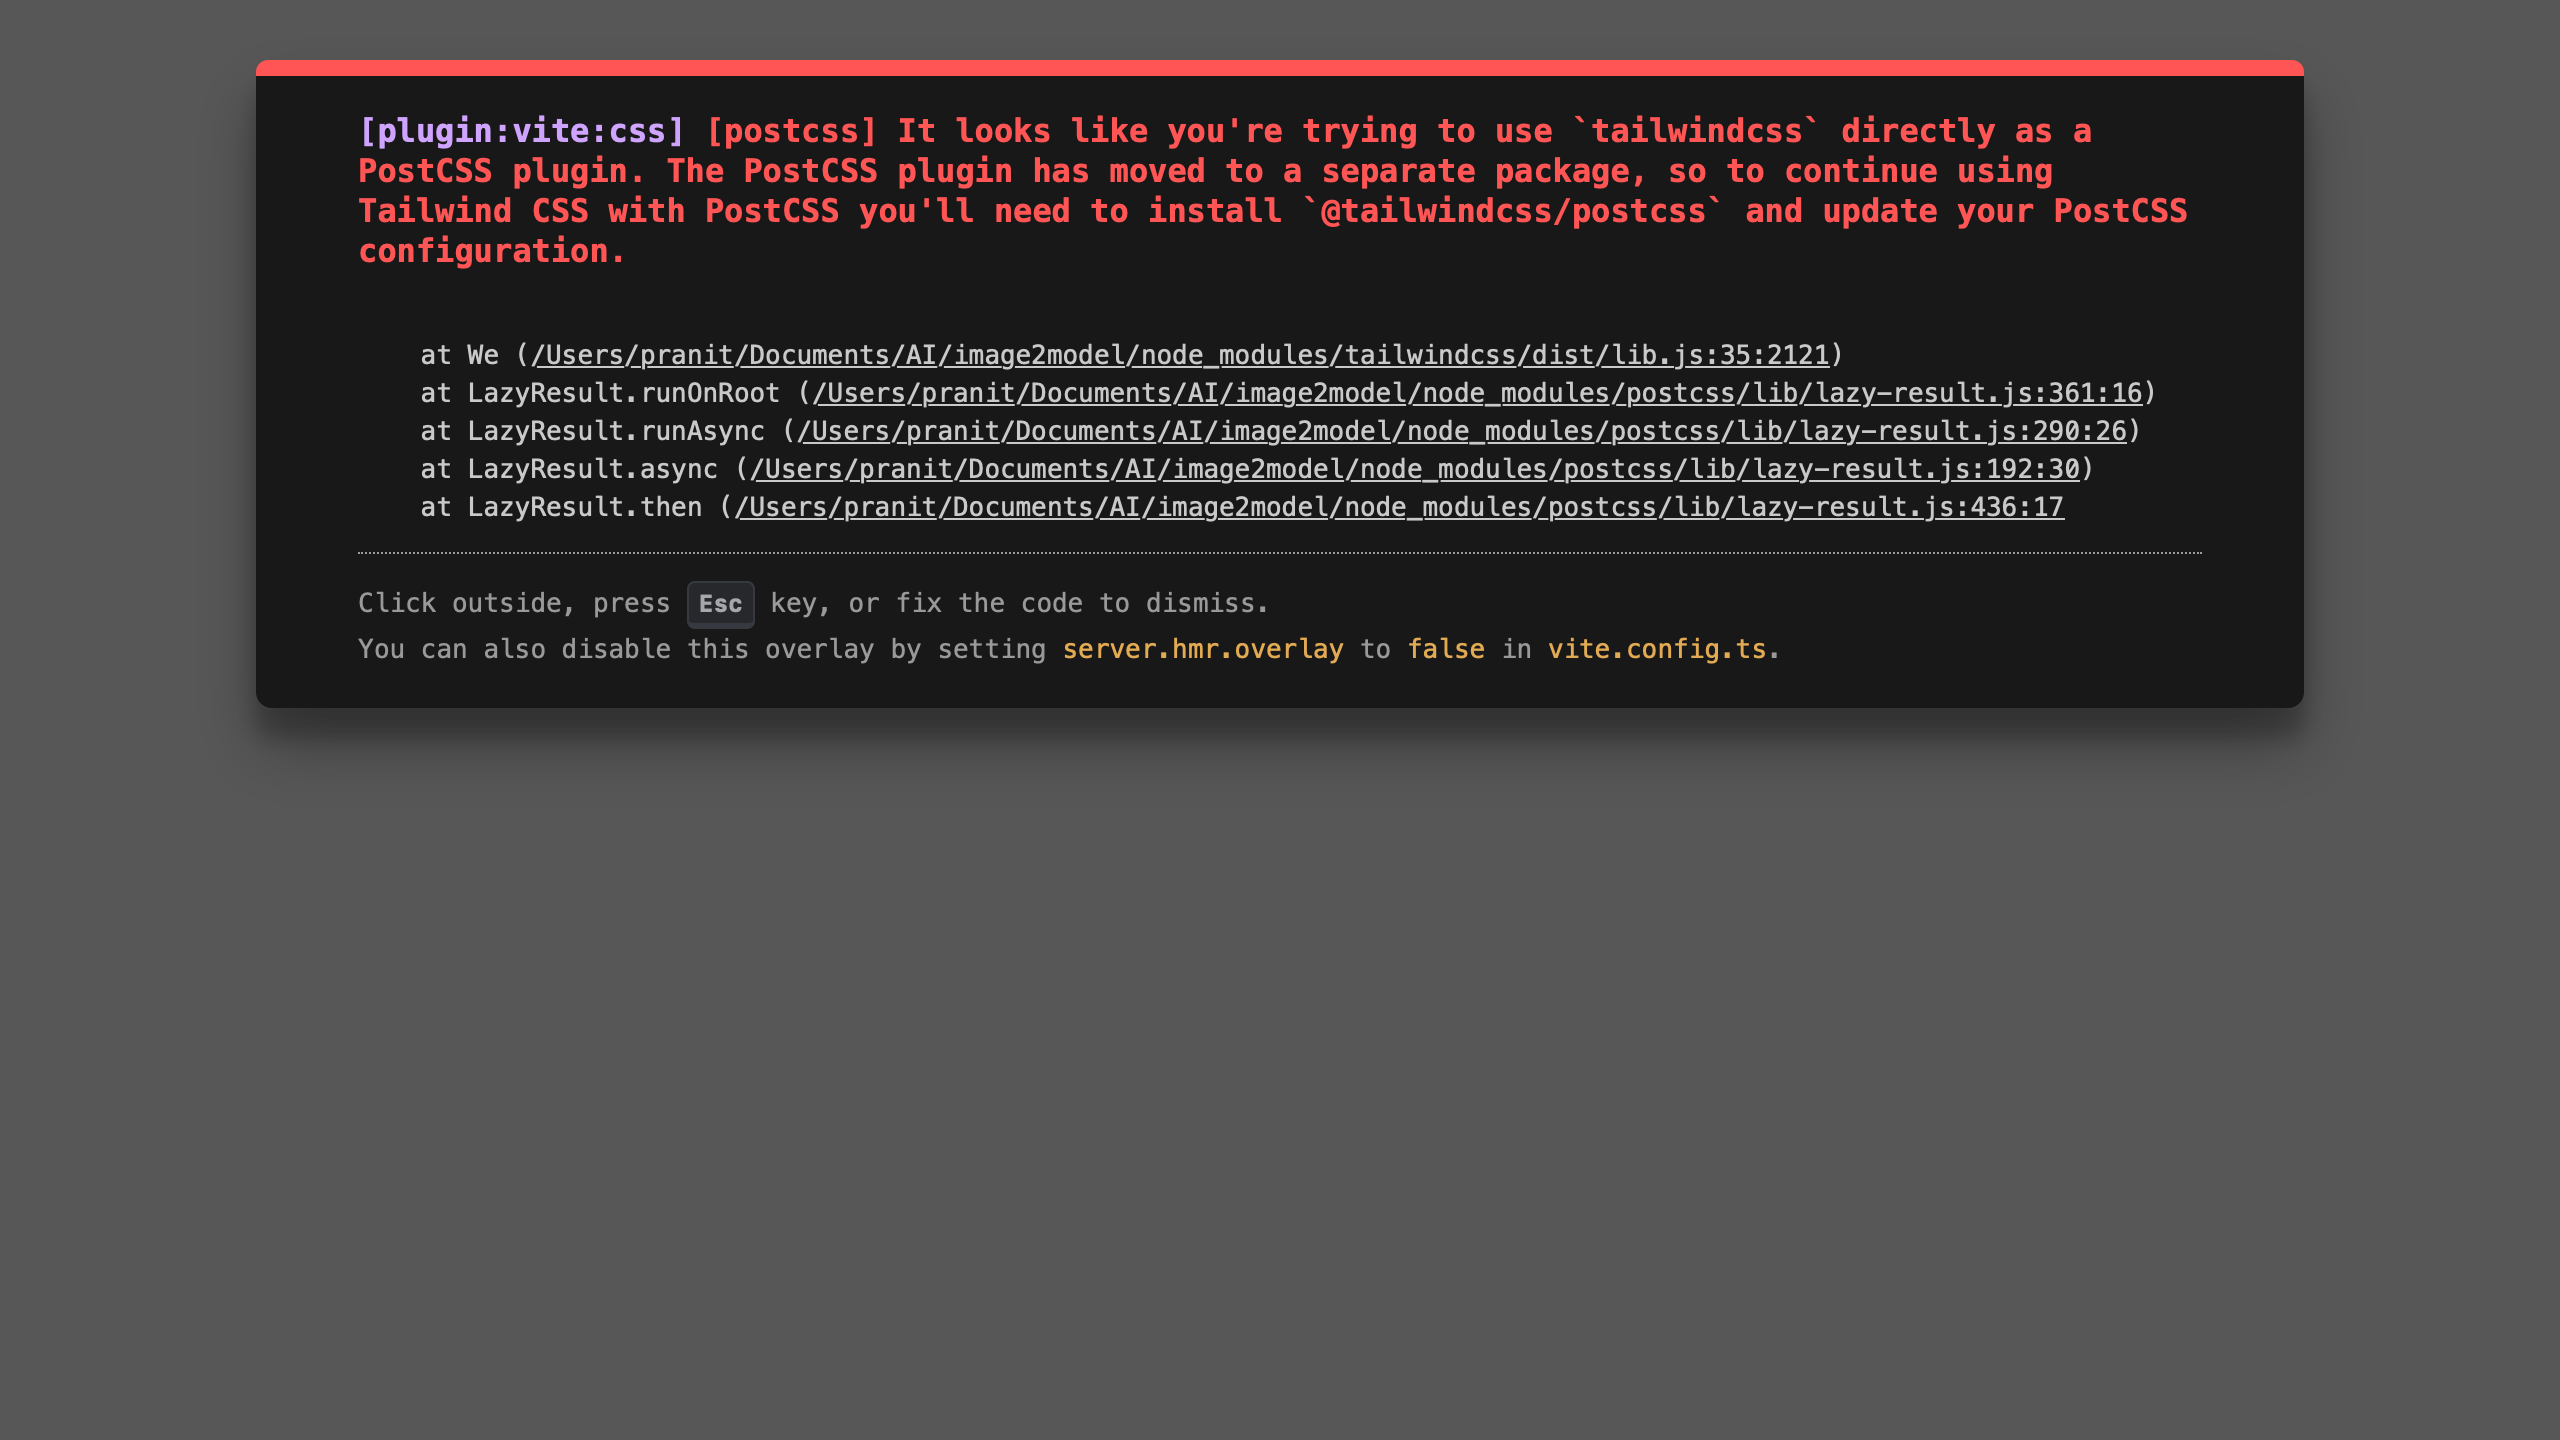 [plugin:vite:css] [postcss] It looks like you're trying to use `tailwindcss` directly as a
PostCSS plugin. The PostCSS plugin has moved to a separate package, so to continue using
Tailwind CSS with PostCSS you'll need to install `@tailwindcss/postcss` and update your PostCSS
configuration.
at We (/Users/pranit/Documents/AI/image2model/node_modules/tailwindcss/dist/lib.js:35:2121)
at LazyResult.runOnRoot (/Users/pranit/Documents/AI/image2model/node_modules/postcss/lib/lazy-result.js:361:16)
at LazyResult.runAsync (/Users/pranit/Documents/AI/image2model/node_modules/postcss/lib/lazy-result.js:290:26)
at LazyResult.async (/Users/pranit/Documents/AI/image2model/node_modules/postcss/lib/lazy-result.js:192:30)
at LazyResult.then (/Users/pranit/Documents/AI/image2model/node_modules/postcss/lib/lazy-result.js:436:17
Click outside, press Esc key, or fix the code to dismiss.
You can also disable this overlay by setting server.hmr.overlay to false in vite.config.ts.